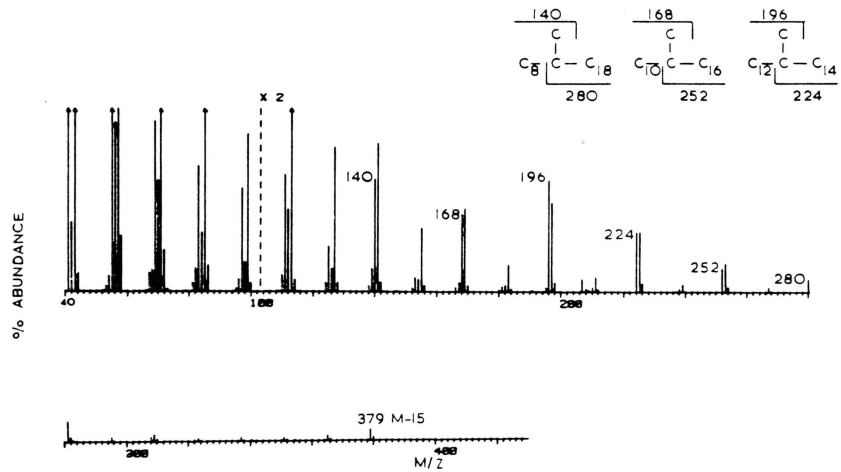 140 168 196
C C C
C8 — C — C18 C10 — C — C16 C12 — C — C14
280 252 224
x 2
140
168
196
224
252
280
% ABUNDANCE
40 100 200
379 M-15
300 400
M/Z